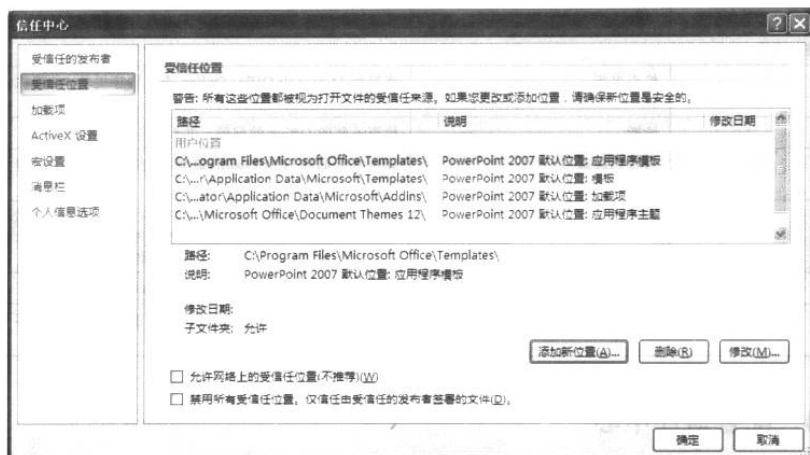 信任中心
受信任的发布者
受信任位置
加载项
ActiveX 设置
宏设置
消息栏
个人信息选项
受信任位置
警告: 所有这些位置都被视为打开文件的受信任来源。如果您更改或添加位置，请确保新位置是安全的。
路径 说明 修改日期
用户位置
C:\...ogram Files\Microsoft Office\Templates\ PowerPoint 2007 默认位置: 应用程序模板
C:\...r\Application Data\Microsoft\Templates\ PowerPoint 2007 默认位置: 模板
C:\...ator\Application Data\Microsoft\Addins\ PowerPoint 2007 默认位置: 加载项
C:\...\Microsoft Office\Document Themes 12\ PowerPoint 2007 默认位置: 应用程序主题
路径: C:\Program Files\Microsoft Office\Templates\
说明: PowerPoint 2007 默认位置: 应用程序模板
修改日期:
子文件夹: 允许
添加新位置(A)... 删除(R) 修改(M)...
允许网络上的受信任位置(不推荐)(W)
禁用所有受信任位置。仅信任由受信任的发布者签署的文件(D)。
确定 取消